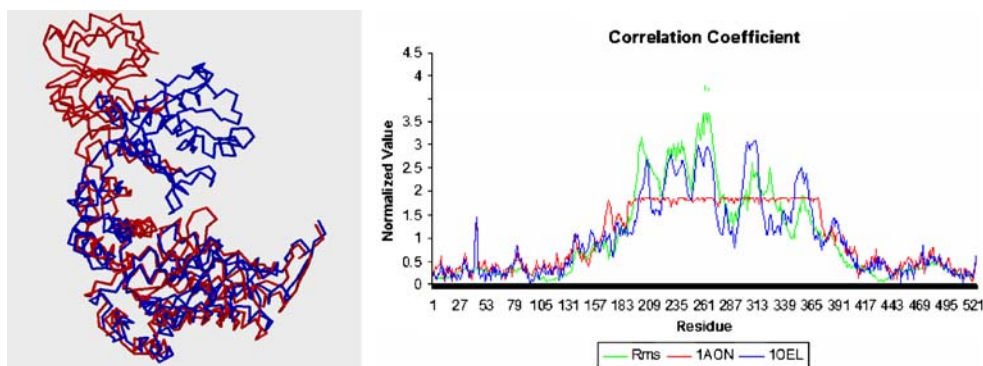 Correlation Coefficient
Normalized Value
4.5
4
3.5
3
2.5
2
1.5
1
0.5
0
1 27 53 79 105 131 157 183 209 235 261 287 313 339 365 391 417 443 469 495 521
Residue
Rms 1AON 1OEL